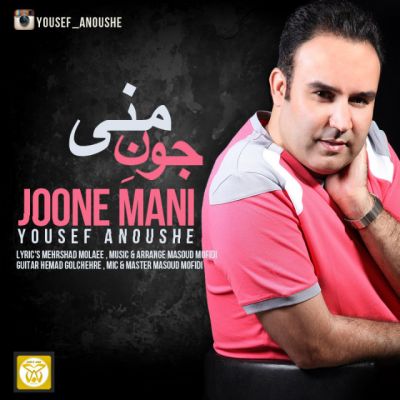 YOUSEF_ANOUSHE
جونِ منی
JOONE MANI
YOUSEF ANOUSHE
LYRIC'S MEHRSHAD MOLAEE , MUSIC & ARRANGE MASOUD MOFIDI
GUITAR HEMAD GOLCHEHRE , MIC & MASTER MASOUD MOFIDI